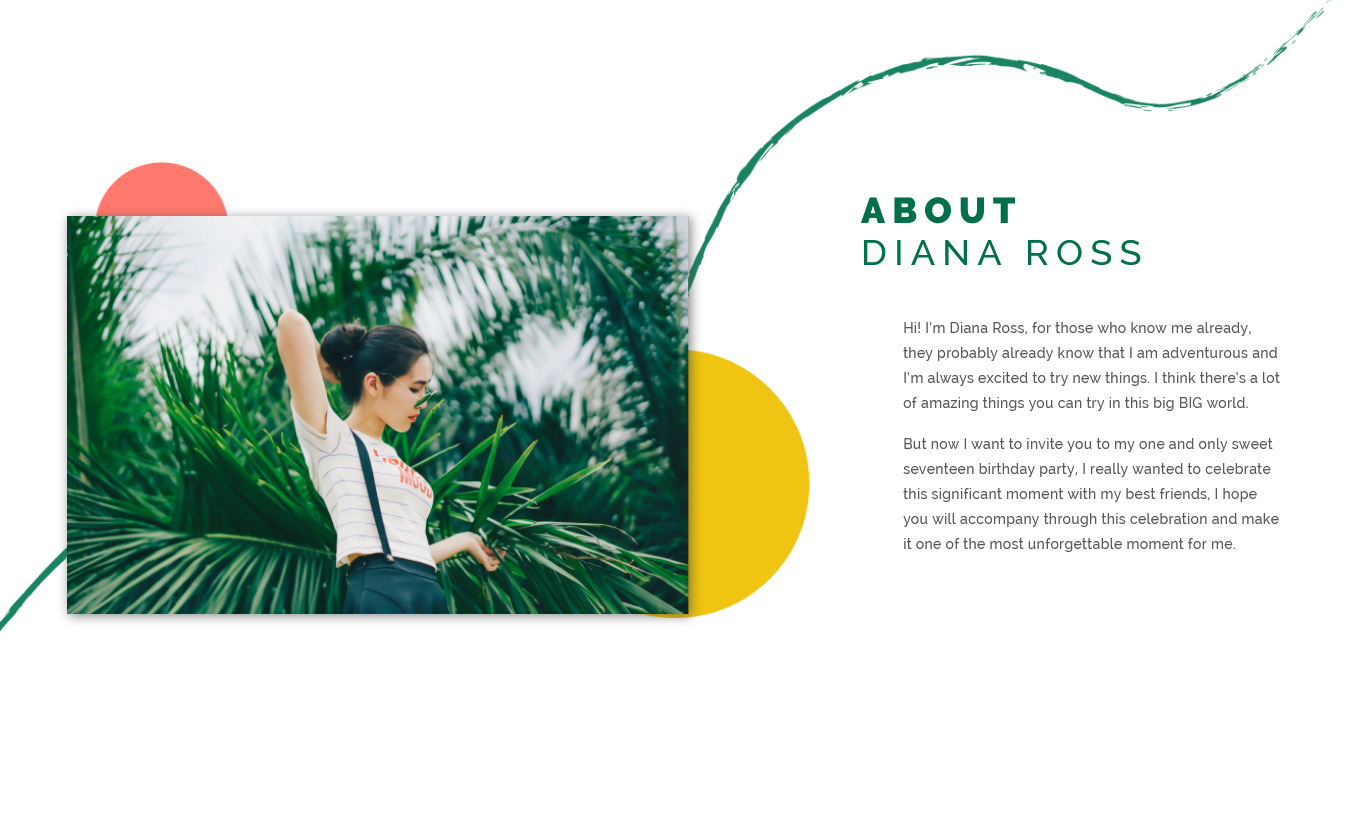 ABOUT
DIANA ROSS
Hi! I'm Diana Ross, for those who know me already,
they probably already know that I am adventurous and
I'm always excited to try new things. I think there's a lot
of amazing things you can try in this big BIG world.
But now I want to invite you to my one and only sweet
seventeen birthday party, I really wanted to celebrate
this significant moment with my best friends, I hope
you will accompany through this celebration and make
it one of the most unforgettable moment for me.